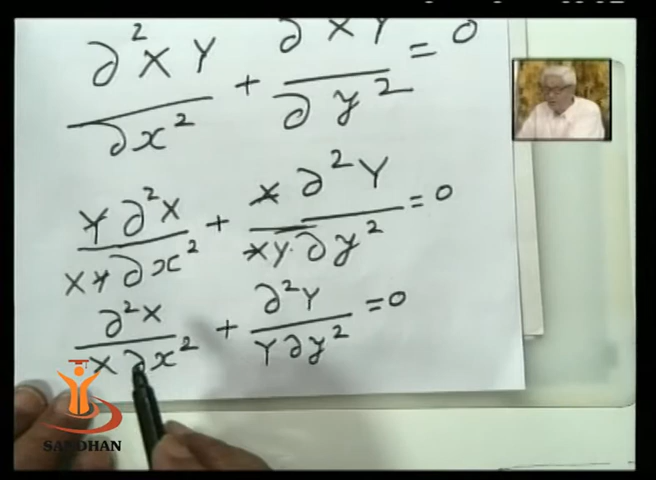 ∂²XY/∂x² + ∂XY/∂y² = 0
Y∂²X/XY∂x² + X∂²Y/XY∂y² = 0
∂²X/X∂x² + ∂²Y/Y∂y² = 0
SANDHAN